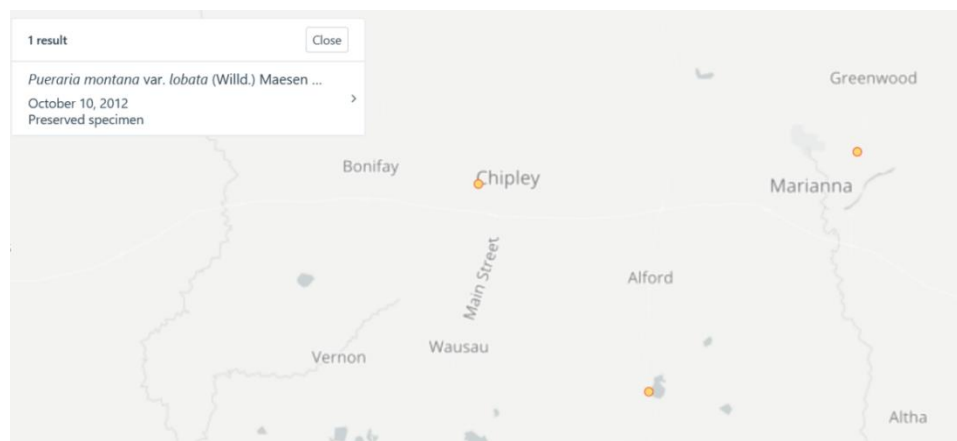 1 result
Close
Pueraria montana var. lobata (Willd.) Maesen ...
October 10, 2012
Preserved specimen
Greenwood
Bonifay
Chipley
Marianna
Main Street
Alford
Wausau
Vernon
Altha